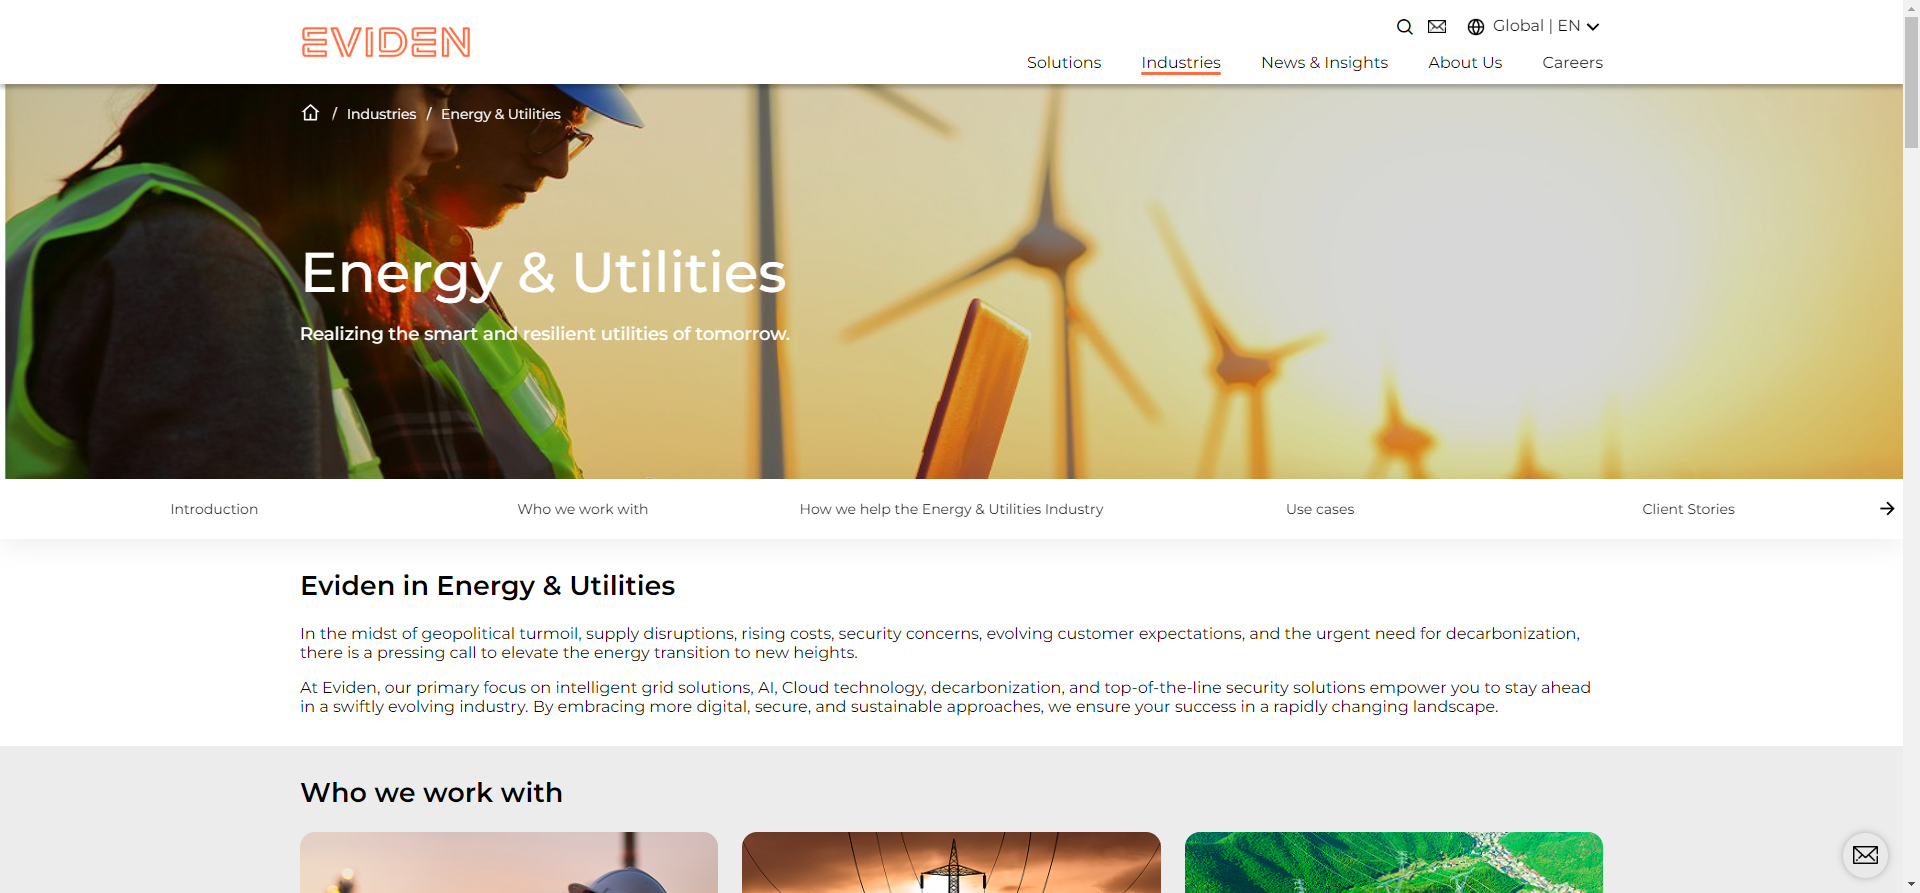 EVIDEN
Global | EN
Solutions
Industries
News & Insights
About Us
Careers
/ Industries / Energy & Utilities
Energy & Utilities
Realizing the smart and resilient utilities of tomorrow.
Introduction
Who we work with
How we help the Energy & Utilities Industry
Use cases
Client Stories
Eviden in Energy & Utilities
In the midst of geopolitical turmoil, supply disruptions, rising costs, security concerns, evolving customer expectations, and the urgent need for decarbonization,
there is a pressing call to elevate the energy transition to new heights.
At Eviden, our primary focus on intelligent grid solutions, AI, Cloud technology, decarbonization, and top-of-the-line security solutions empower you to stay ahead
in a swiftly evolving industry. By embracing more digital, secure, and sustainable approaches, we ensure your success in a rapidly changing landscape.
Who we work with